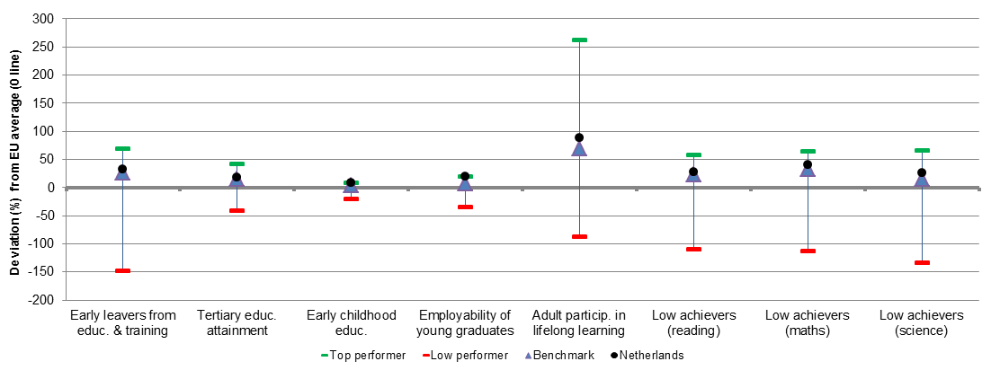 Deviation (%) from EU average (0 line)
300
250
200
150
100
50
0
-50
-100
-150
-200
Early leavers from
educ. & training
Tertiary educ.
attainment
Early childhood
educ.
Employability of
young graduates
Adult particip. in
lifelong learning
Low achievers
(reading)
Low achievers
(maths)
Low achievers
(science)
Top performer
Low performer
Benchmark
Netherlands